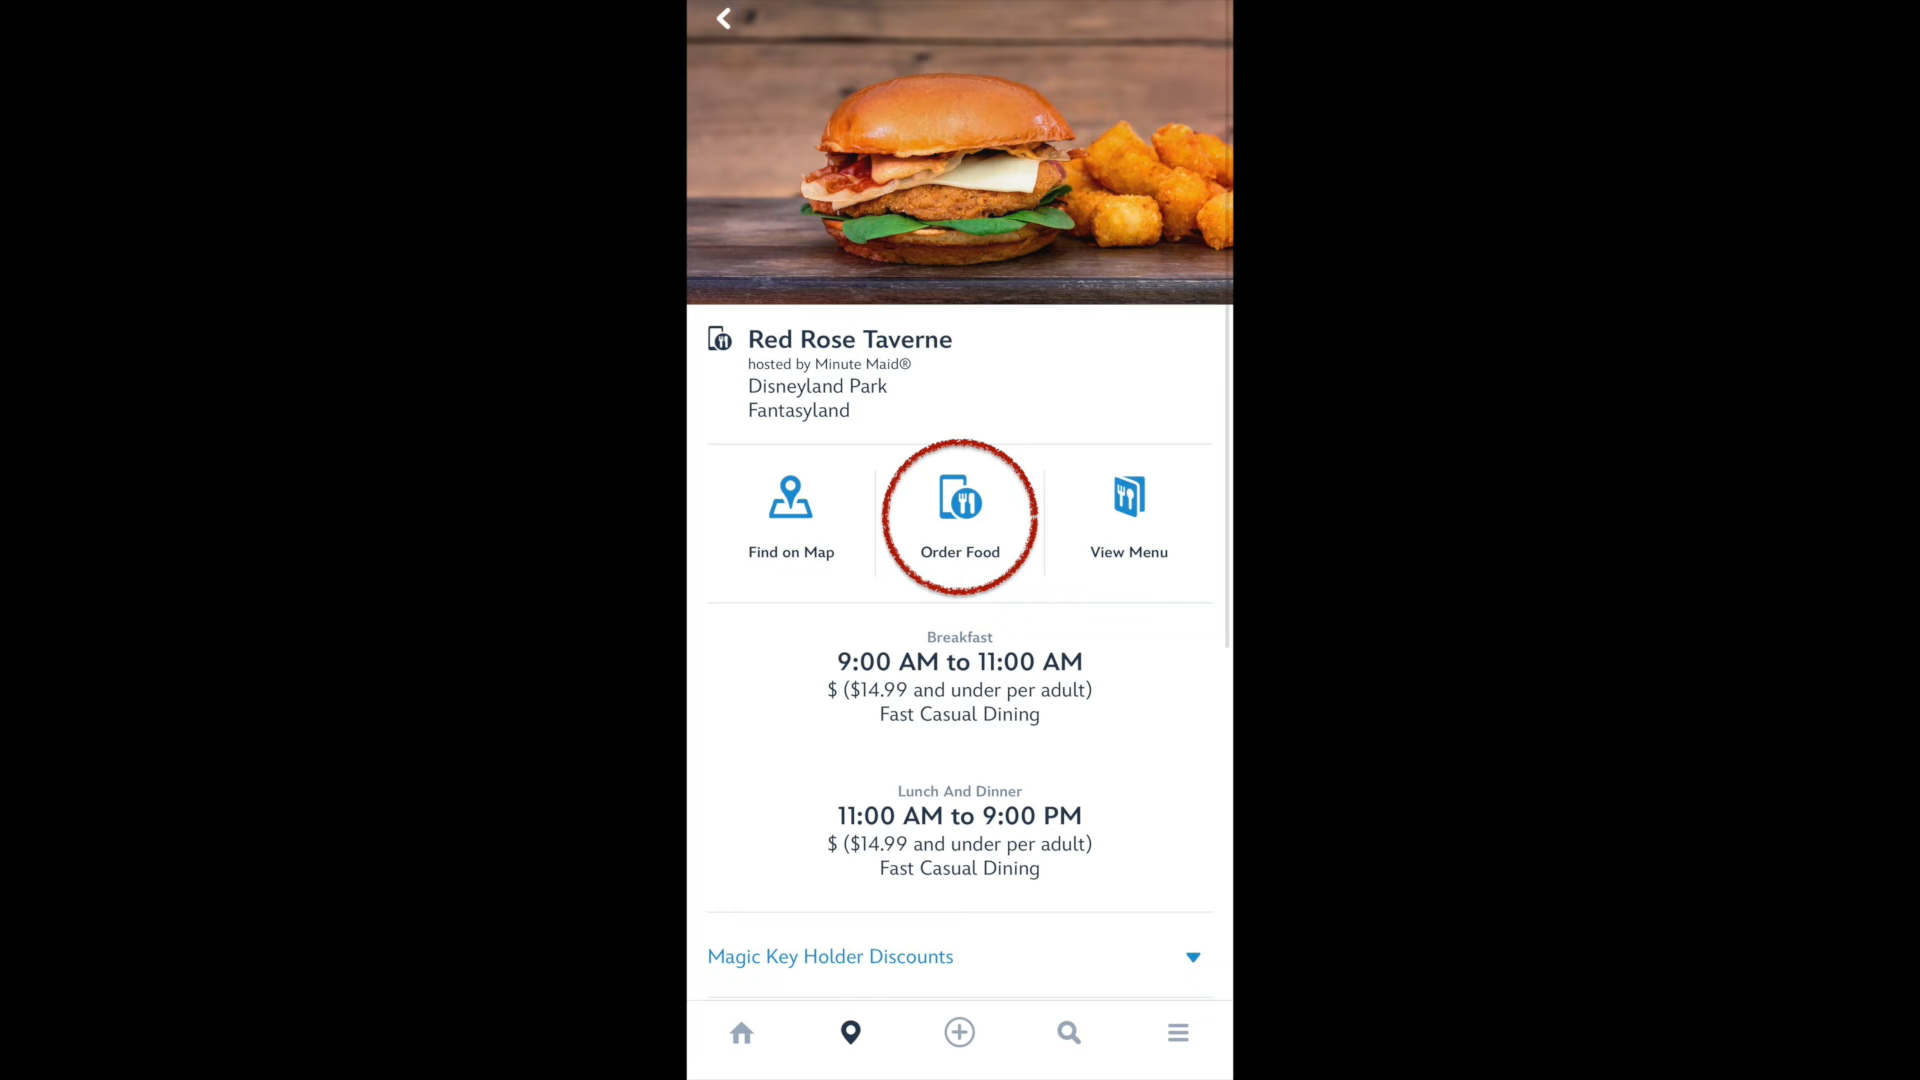 Red Rose Taverne
hosted by Minute Maid®
Disneyland Park
Fantasyland
Find on Map
Order Food
View Menu
Breakfast
9:00 AM to 11:00 AM
$ ($14.99 and under per adult)
Fast Casual Dining
Lunch And Dinner
11:00 AM to 9:00 PM
$ ($14.99 and under per adult)
Fast Casual Dining
Magic Key Holder Discounts